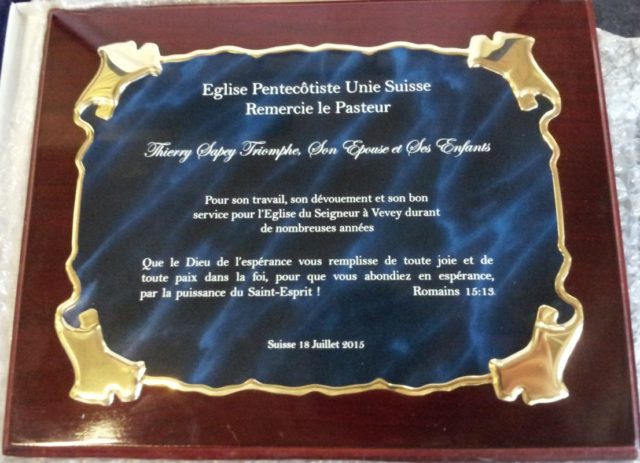 Eglise Pentecôtiste Unie Suisse
Remercie le Pasteur
Thierry Sapey Triomphe, Son Epouse et Ses Enfants
Pour son travail, son dévouement et son bon
service pour l'Eglise du Seigneur à Vevey durant
de nombreuses années
Que le Dieu de l'espérance vous remplisse de toute joie et de
toute paix dans la foi, pour que vous abondiez en espérance,
par la puissance du Saint-Esprit ! Romains 15:13
Suisse 18 Juillet 2015